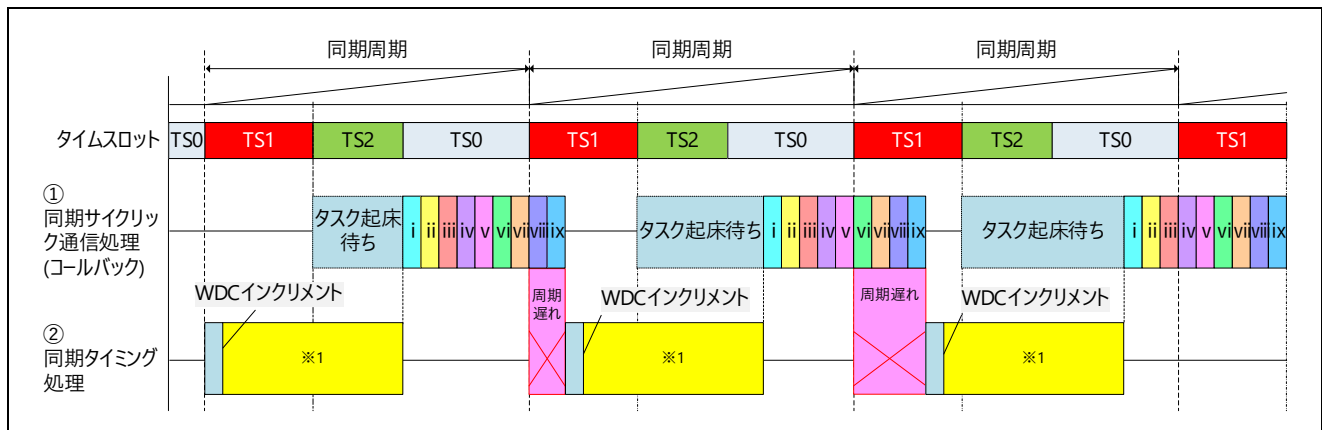 同期周期 同期周期 同期周期
タイムスロット TS0 TS1 TS2 TS0 TS1 TS2 TS0 TS1 TS2 TS0 TS1
①
同期サイクリッ
ク通信処理
(コールバック)
タスク起床
待ち
i ii iii iv v vi vii viii ix
タスク起床待ち i ii iii iv v vi vii viii ix
タスク起床待ち i ii iii iv v vi vii viii ix
WDCインクリメント
周期
遅れ
WDCインクリメント
周期遅れ
WDCインクリメント
②
同期タイミング
処理
※1 ※1 ※1